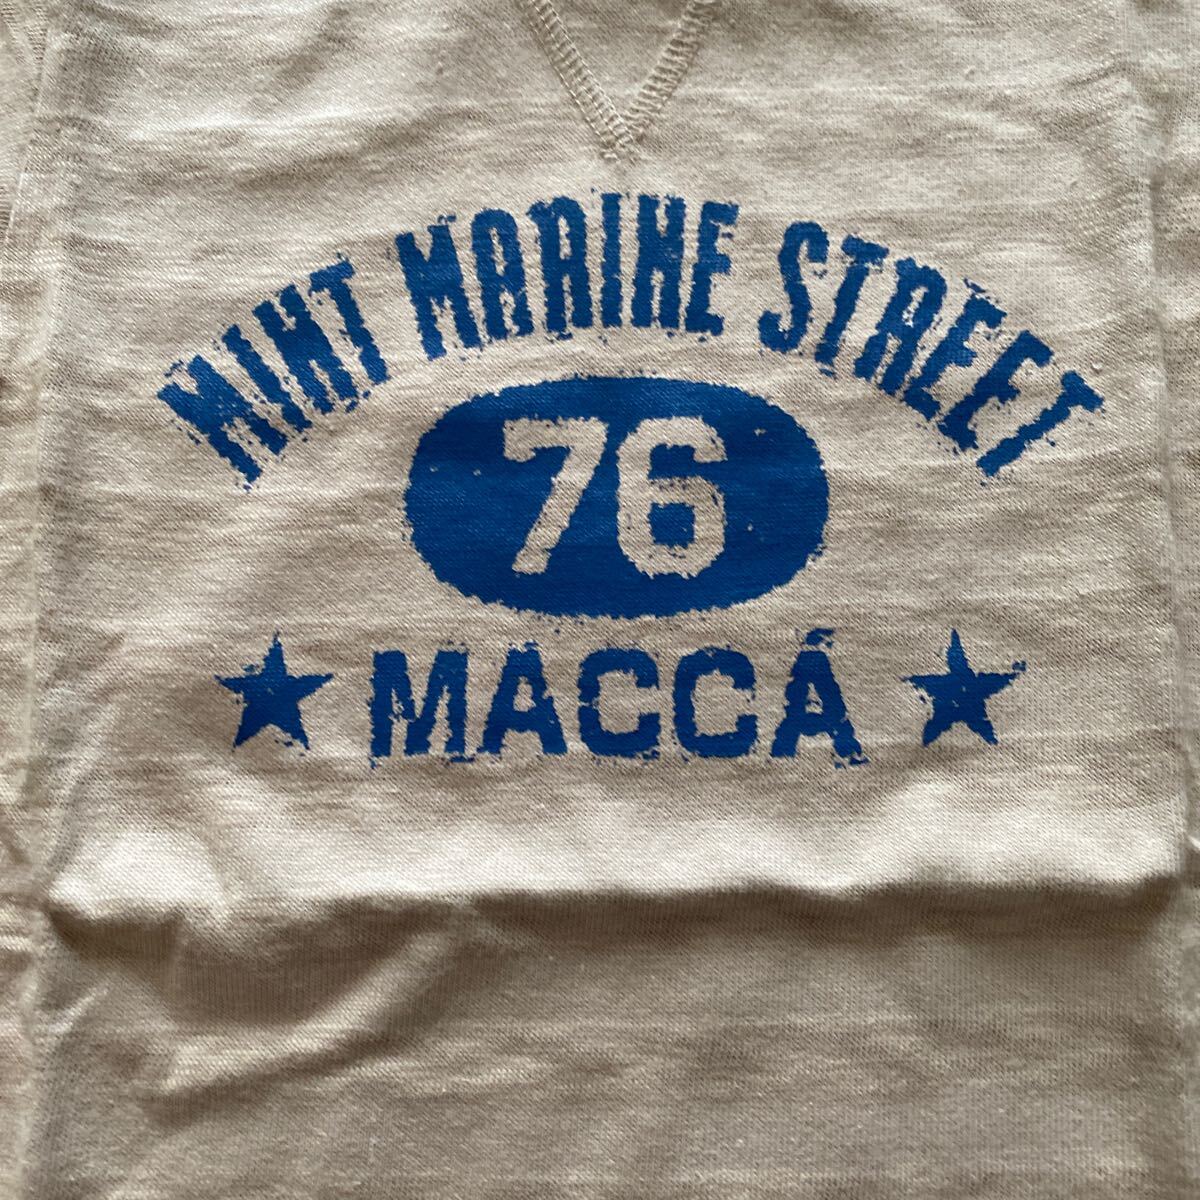 MINT MARINE STREET
76
★ MACCÁ ★